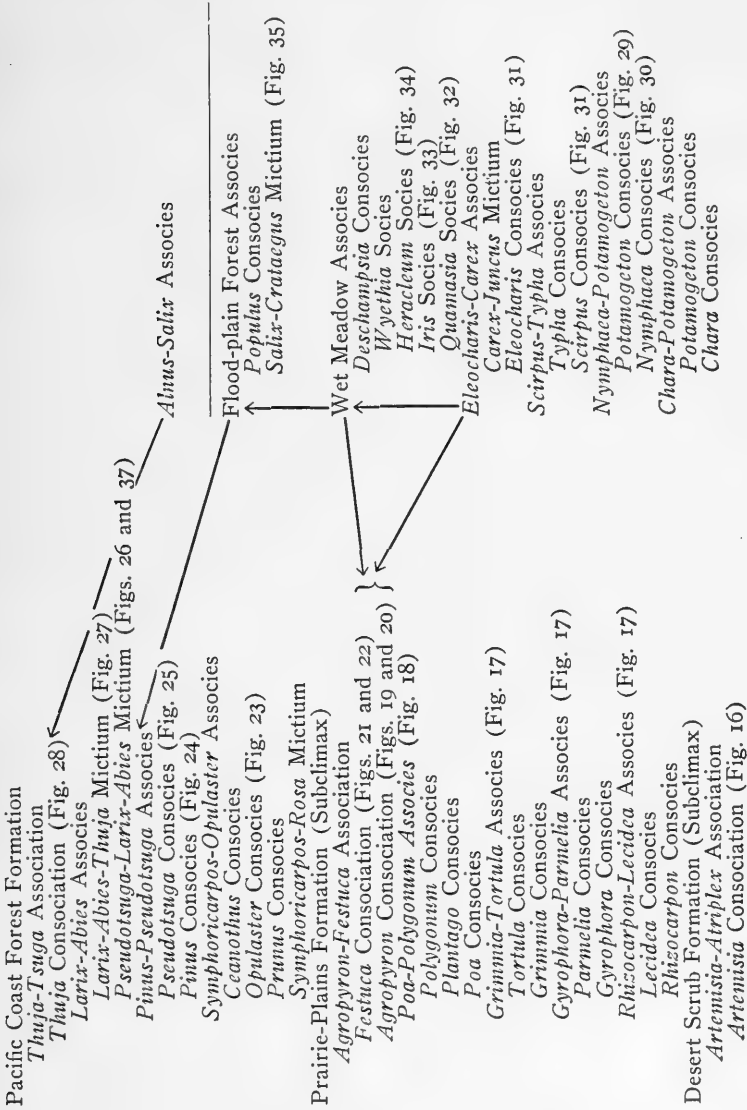 Pacific Coast Forest Formation
Thuja-Tsuga Association
Thuja Consociation (Fig. 28)
Larix-Abies Associes
Larix-Abies-Thuja Mictium (Fig. 27)
Pseudotsuga-Larix-Abies Mictium (Figs. 26 and 37)
Pinus-Pseudotsuga Associes
Pseudotsuga Consocies (Fig. 25)
Pinus Consocies (Fig. 24)
Symphoricarpos-Opulaster Associes
Ceanothus Consocies
Opulaster Consocies (Fig. 23)
Prunus Consocies
Symphoricarpos-Rosa Mictium
Prairie-Plains Formation (Subclimax)
Agropyron-Festuca Association
Festuca Consociation (Figs. 21 and 22)
Agropyron Consociation (Figs. 19 and 20)
Poa-Polygonum Associes (Fig. 18)
Polygonum Consocies
Plantago Consocies
Poa Consocies
Grimmia-Tortula Associes (Fig. 17)
Tortula Consocies
Grimmia Consocies
Gyrophora-Parmelia Associes (Fig. 17)
Parmelia Consocies
Gyrophora Consocies
Rhizocarpon-Lecidea Associes (Fig. 17)
Lecidea Consocies
Rhizocarpon Consocies
Desert Scrub Formation (Subclimax)
Artemisia-Atriplex Association
Artemisia Consociation (Fig. 16)
Alnus-Salix Associes
Flood-plain Forest Associes
Populus Consocies
Salix-Crataegus Mictium (Fig. 35)
Wet Meadow Associes
Deschampsia Consocies
Wyethia Socies
Heracleum Socies (Fig. 34)
Iris Socies (Fig. 33)
Quamasia Socies (Fig. 32)
Eleocharis-Carex Associes
Carex-Juncus Mictium
Eleocharis Consocies (Fig. 31)
Scirpus-Typha Associes
Typha Consocies
Scirpus Consocies (Fig. 31)
Nymphaea-Potamogeton Associes
Potamogeton Consocies (Fig. 29)
Nymphaea Consocies (Fig. 30)
Chara-Potamogeton Associes
Potamogeton Consocies
Chara Consocies